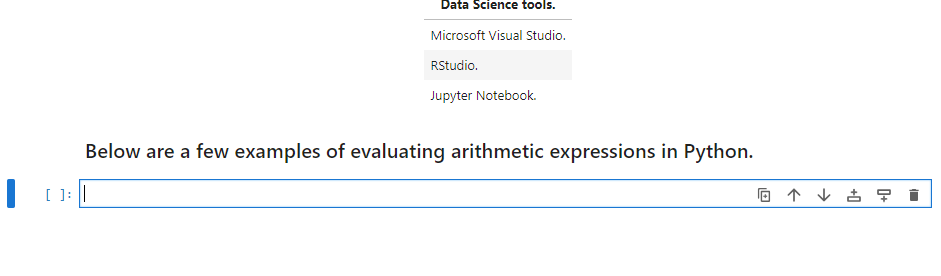 Data Science tools.
Microsoft Visual Studio.
RStudio.
Jupyter Notebook.
Below are a few examples of evaluating arithmetic expressions in Python.
[ ]: